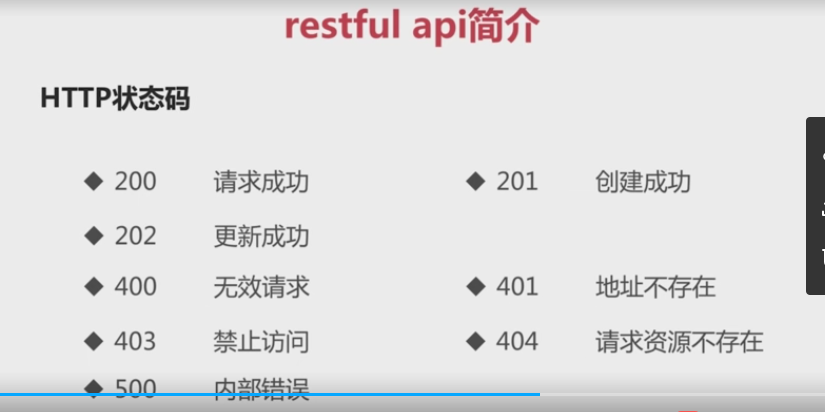 restful api简介
HTTP状态码
◆ 200 请求成功 ◆ 201 创建成功
◆ 202 更新成功
◆ 400 无效请求 ◆ 401 地址不存在
◆ 403 禁止访问 ◆ 404 请求资源不存在
◆ 500 内部错误